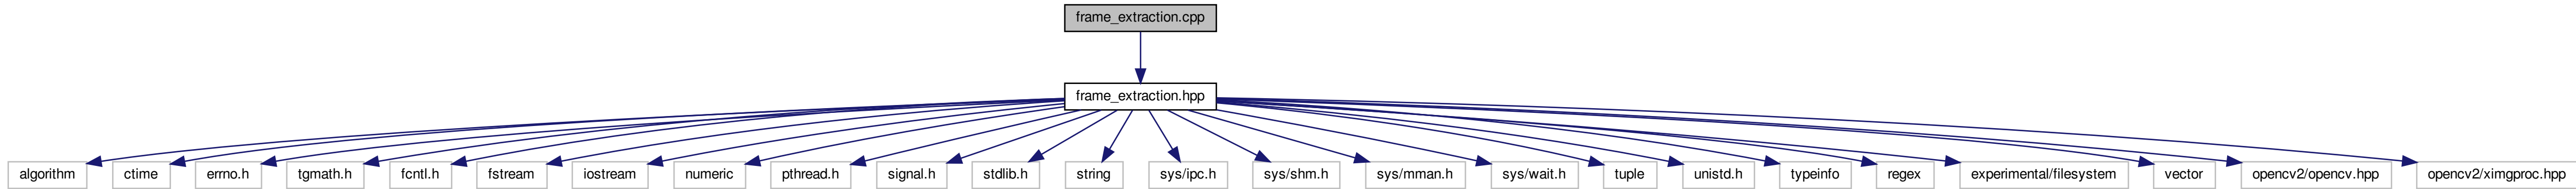 frame_extraction.cpp
frame_extraction.hpp
algorithm
ctime
errno.h
tgmath.h
fcntl.h
fstream
iostream
numeric
pthread.h
signal.h
stdlib.h
string
sys/ipc.h
sys/shm.h
sys/mman.h
sys/wait.h
tuple
unistd.h
typeinfo
regex
experimental/filesystem
vector
opencv2/opencv.hpp
opencv2/ximgproc.hpp